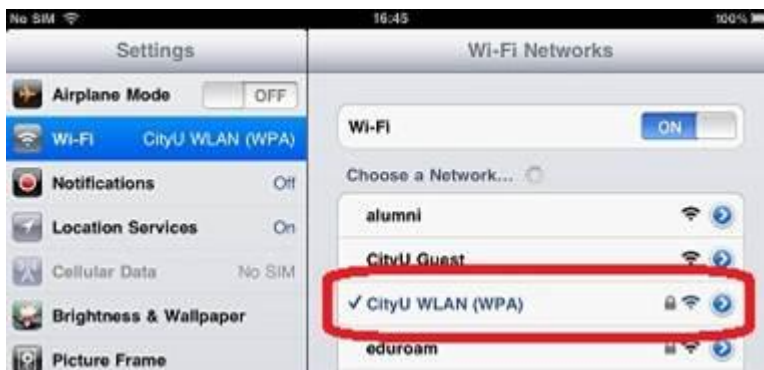 No SIM 16:45 100%
Settings
Wi-Fi Networks
Airplane Mode OFF
Wi-Fi CityU WLAN (WPA)
Notifications Off
Location Services On
Cellular Data No SIM
Brightness & Wallpaper
Picture Frame
Wi-Fi ON
Choose a Network...
alumni
CityU Guest
CityU WLAN (WPA)
eduroam